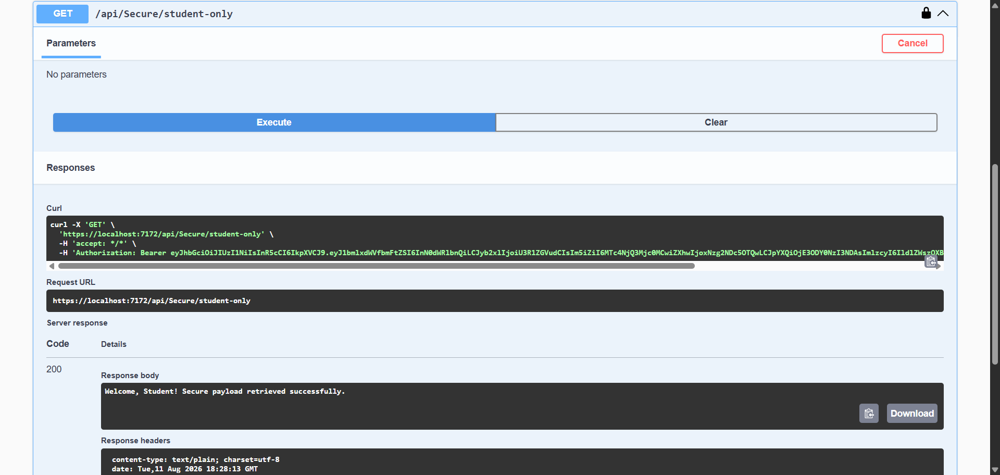 GET /api/Secure/student-only
Parameters
Cancel
No parameters
Execute
Clear
Responses
Curl
curl -X 'GET' \
'https://localhost:7172/api/Secure/student-only' \
-H 'accept: */*' \
-H 'Authorization: Bearer eyJhbGciOiJIUzI1NiIsInR5cCI6IkpXVCJ9.eyJ1bmlxdWVfbmFtZSI6InN0dWRlbnQiLCJyb2xlIjoiU3R1ZGVudCIsIm5iZiI6MTc4NjQ3Mjc0MCwiZXhwIjoxNzg2NDc5OTQwLCJpYXQiOjE3ODY0NzI3NDAsImlzcyI6IldlZWszOXB
Request URL
https://localhost:7172/api/Secure/student-only
Server response
Code
Details
200
Response body
Welcome, Student! Secure payload retrieved successfully.
Download
Response headers
content-type: text/plain; charset=utf-8
date: Tue,11 Aug 2026 18:28:13 GMT